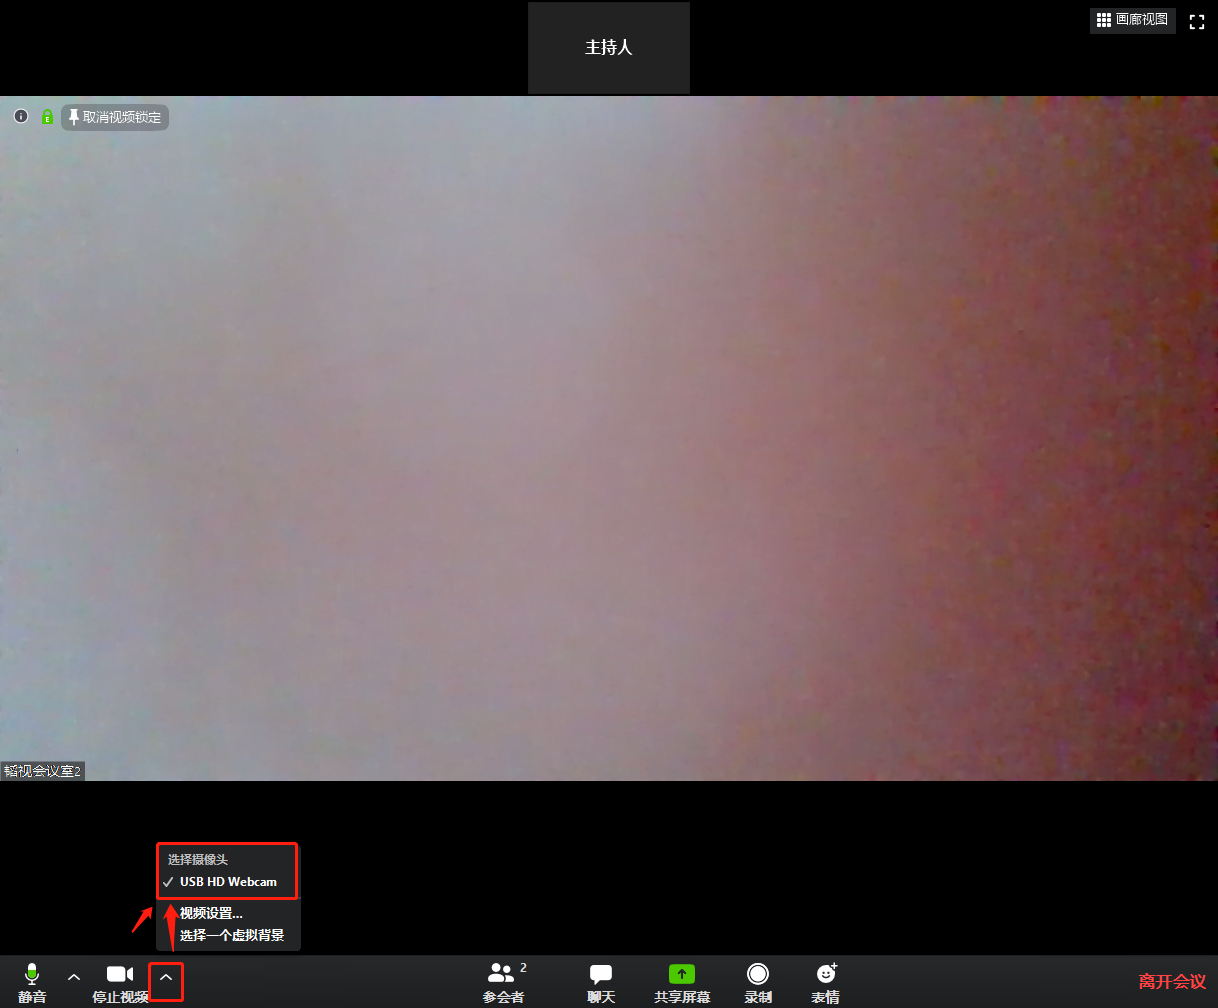 主持人
画廊视图
取消视频锁定
韬视会议室2
选择摄像头
USB HD Webcam
视频设置...
选择一个虚拟背景
静音
停止视频
2
参会者
聊天
共享屏幕
录制
表情
离开会议